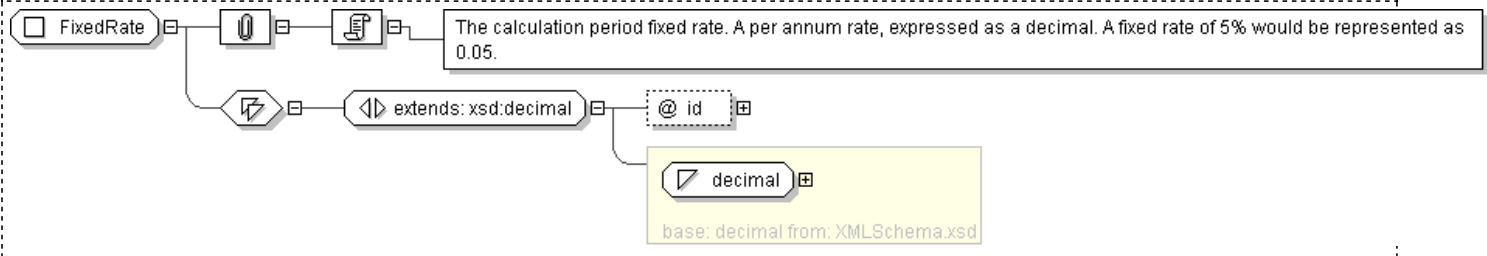 FixedRate
The calculation period fixed rate. A per annum rate, expressed as a decimal. A fixed rate of 5% would be represented as
0.05.
extends: xsd:decimal
@ id
decimal
base: decimal from: XMLSchema.xsd